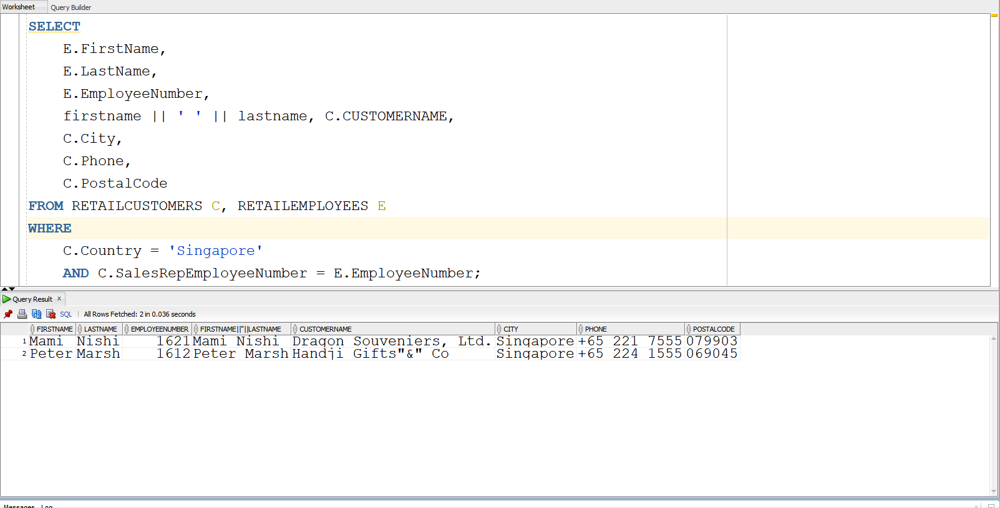 Worksheet Query Builder
SELECT
E.FirstName,
E.LastName,
E.EmployeeNumber,
firstname || ' ' || lastname, C.CUSTOMERNAME,
C.City,
C.Phone,
C.PostalCode
FROM RETAILCUSTOMERS C, RETAILEMPLOYEES E
WHERE
C.Country = 'Singapore'
AND C.SalesRepEmployeeNumber = E.EmployeeNumber;
Query Result x
SQL | All Rows Fetched: 2 in 0.036 seconds
FIRSTNAME LASTNAME EMPLOYEENUMBER FIRSTNAME||''||LASTNAME CUSTOMERNAME CITY PHONE POSTALCODE
1 Mami Nishi 1621 Mami Nishi Dragon Souveniers, Ltd. Singapore +65 221 7555 079903
2 Peter Marsh 1612 Peter Marsh Handji Gifts"&" Co Singapore +65 224 1555 069045
Messages - Log